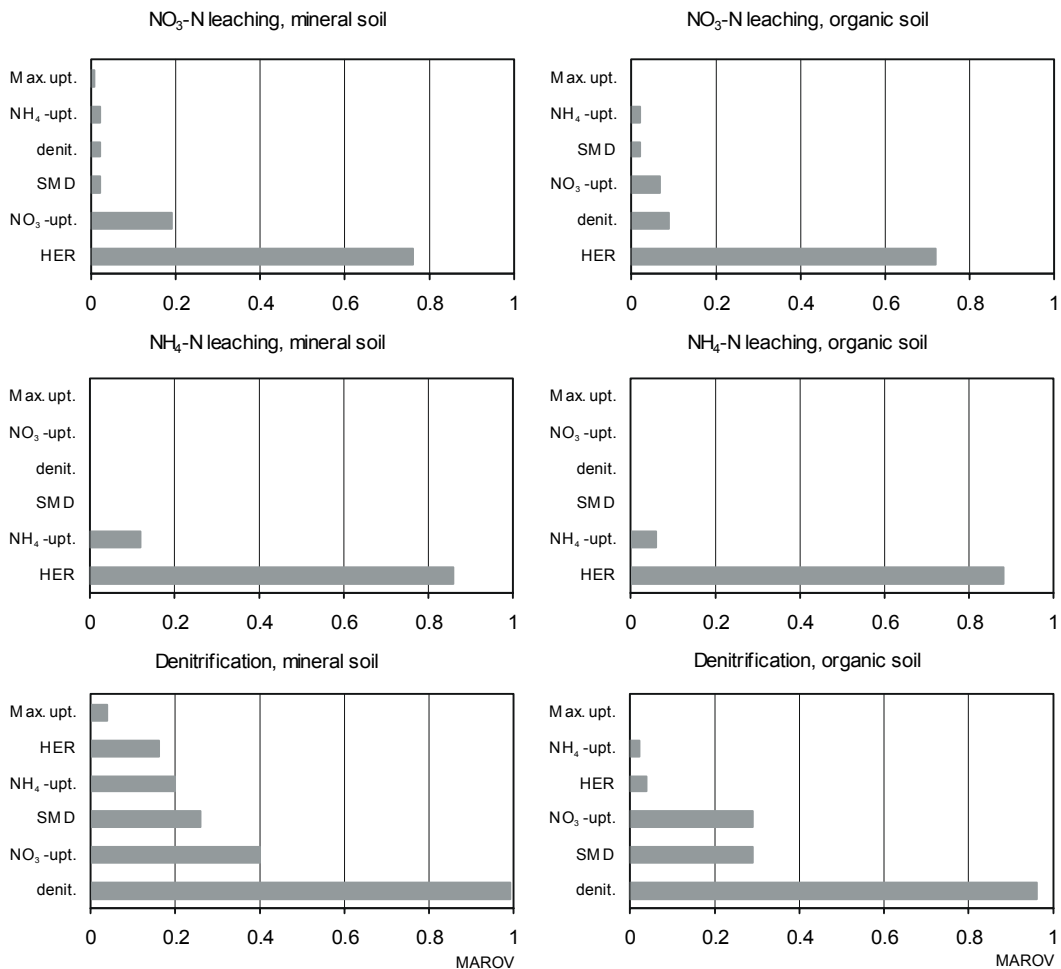 NO₃-N leaching, mineral soil
Max. upt.
NH₄-upt.
denit.
SMD
NO₃-upt.
HER
0 0.2 0.4 0.6 0.8 1
NO₃-N leaching, organic soil
Max. upt.
NH₄-upt.
SMD
NO₃-upt.
denit.
HER
0 0.2 0.4 0.6 0.8 1
NH₄-N leaching, mineral soil
Max. upt.
NO₃-upt.
denit.
SMD
NH₄-upt.
HER
0 0.2 0.4 0.6 0.8 1
NH₄-N leaching, organic soil
Max. upt.
NO₃-upt.
denit.
SMD
NH₄-upt.
HER
0 0.2 0.4 0.6 0.8 1
Denitrification, mineral soil
Max. upt.
HER
NH₄-upt.
SMD
NO₃-upt.
denit.
0 0.2 0.4 0.6 0.8 1
MAROV
Denitrification, organic soil
Max. upt.
NH₄-upt.
HER
NO₃-upt.
SMD
denit.
0 0.2 0.4 0.6 0.8 1
MAROV